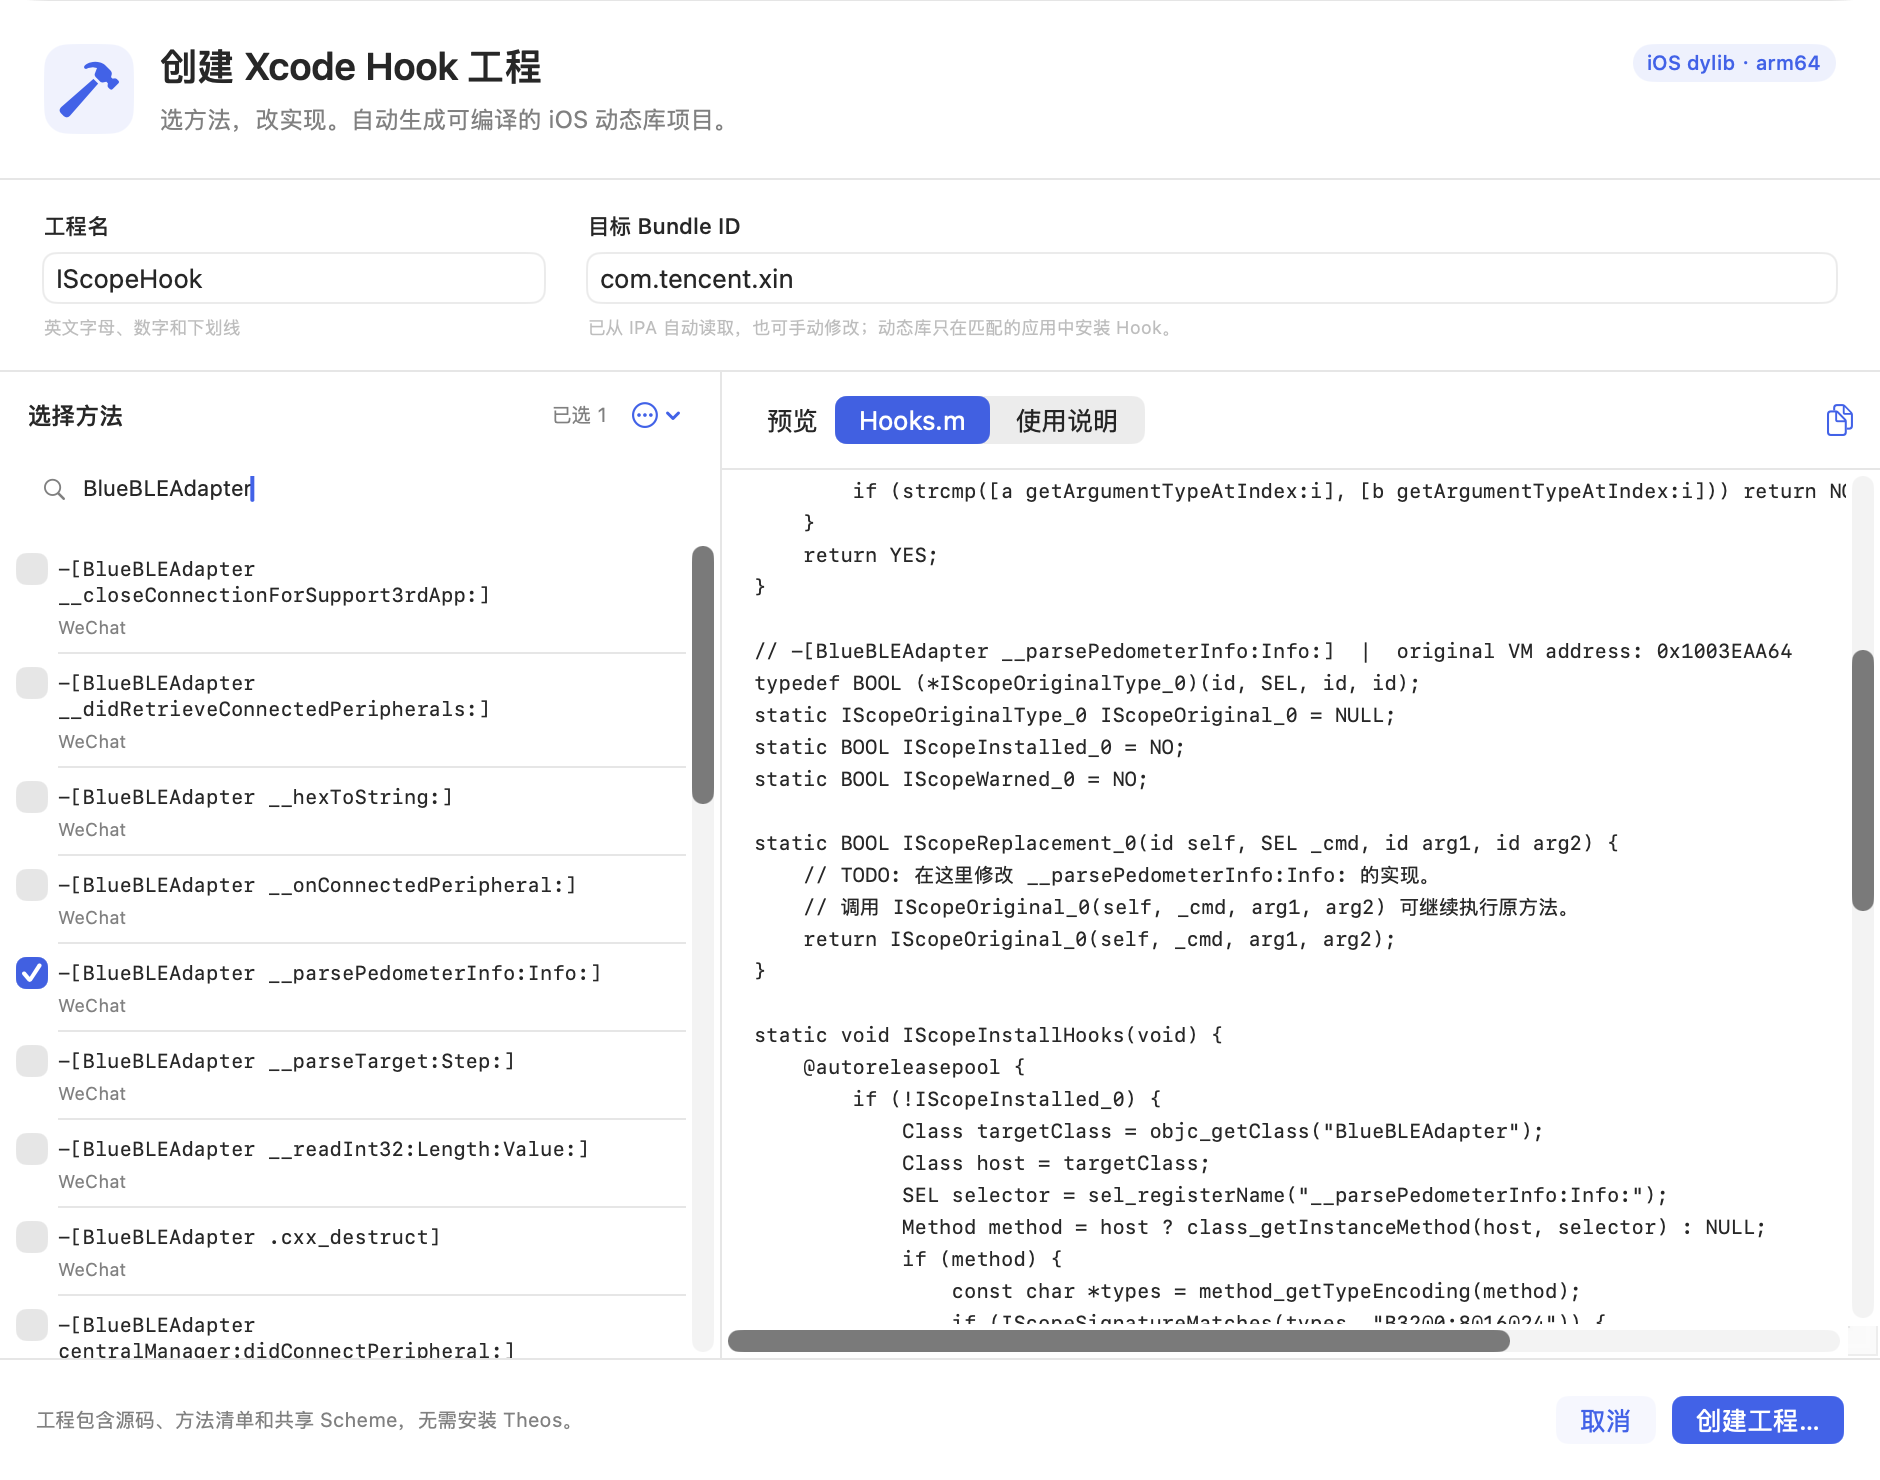 创建 Xcode Hook 工程
iOS dylib · arm64
选方法，改实现。自动生成可编译的 iOS 动态库项目。
工程名
IScopeHook
英文字母、数字和下划线
目标 Bundle ID
com.tencent.xin
已从 IPA 自动读取，也可手动修改；动态库只在匹配的应用中安装 Hook。
选择方法
已选 1
BlueBLEAdapter
-[BlueBLEAdapter
__closeConnectionForSupport3rdApp:]
WeChat
-[BlueBLEAdapter
__didRetrieveConnectedPeripherals:]
WeChat
-[BlueBLEAdapter __hexToString:]
WeChat
-[BlueBLEAdapter __onConnectedPeripheral:]
WeChat
-[BlueBLEAdapter __parsePedometerInfo:Info:]
WeChat
-[BlueBLEAdapter __parseTarget:Step:]
WeChat
-[BlueBLEAdapter __readInt32:Length:Value:]
WeChat
-[BlueBLEAdapter .cxx_destruct]
WeChat
-[BlueBLEAdapter
centralManager:didConnectPeripheral:]
预览
Hooks.m
使用说明
if (strcmp([a getArgumentTypeAtIndex:i], [b getArgumentTypeAtIndex:i])) return NO
}
return YES;
}
// -[BlueBLEAdapter __parsePedometerInfo:Info:]  |  original VM address: 0x1003EAA64
typedef BOOL (*IScopeOriginalType_0)(id, SEL, id, id);
static IScopeOriginalType_0 IScopeOriginal_0 = NULL;
static BOOL IScopeInstalled_0 = NO;
static BOOL IScopeWarned_0 = NO;
static BOOL IScopeReplacement_0(id self, SEL _cmd, id arg1, id arg2) {
// TODO: 在这里修改 __parsePedometerInfo:Info: 的实现。
// 调用 IScopeOriginal_0(self, _cmd, arg1, arg2) 可继续执行原方法。
return IScopeOriginal_0(self, _cmd, arg1, arg2);
}
static void IScopeInstallHooks(void) {
@autoreleasepool {
if (!IScopeInstalled_0) {
Class targetClass = objc_getClass("BlueBLEAdapter");
Class host = targetClass;
SEL selector = sel_registerName("__parsePedometerInfo:Info:");
Method method = host ? class_getInstanceMethod(host, selector) : NULL;
if (method) {
const char *types = method_getTypeEncoding(method);
if (IScopeSignatureMatches(types, "B32@0:8@16@24")) {
工程包含源码、方法清单和共享 Scheme，无需安装 Theos。
取消
创建工程...